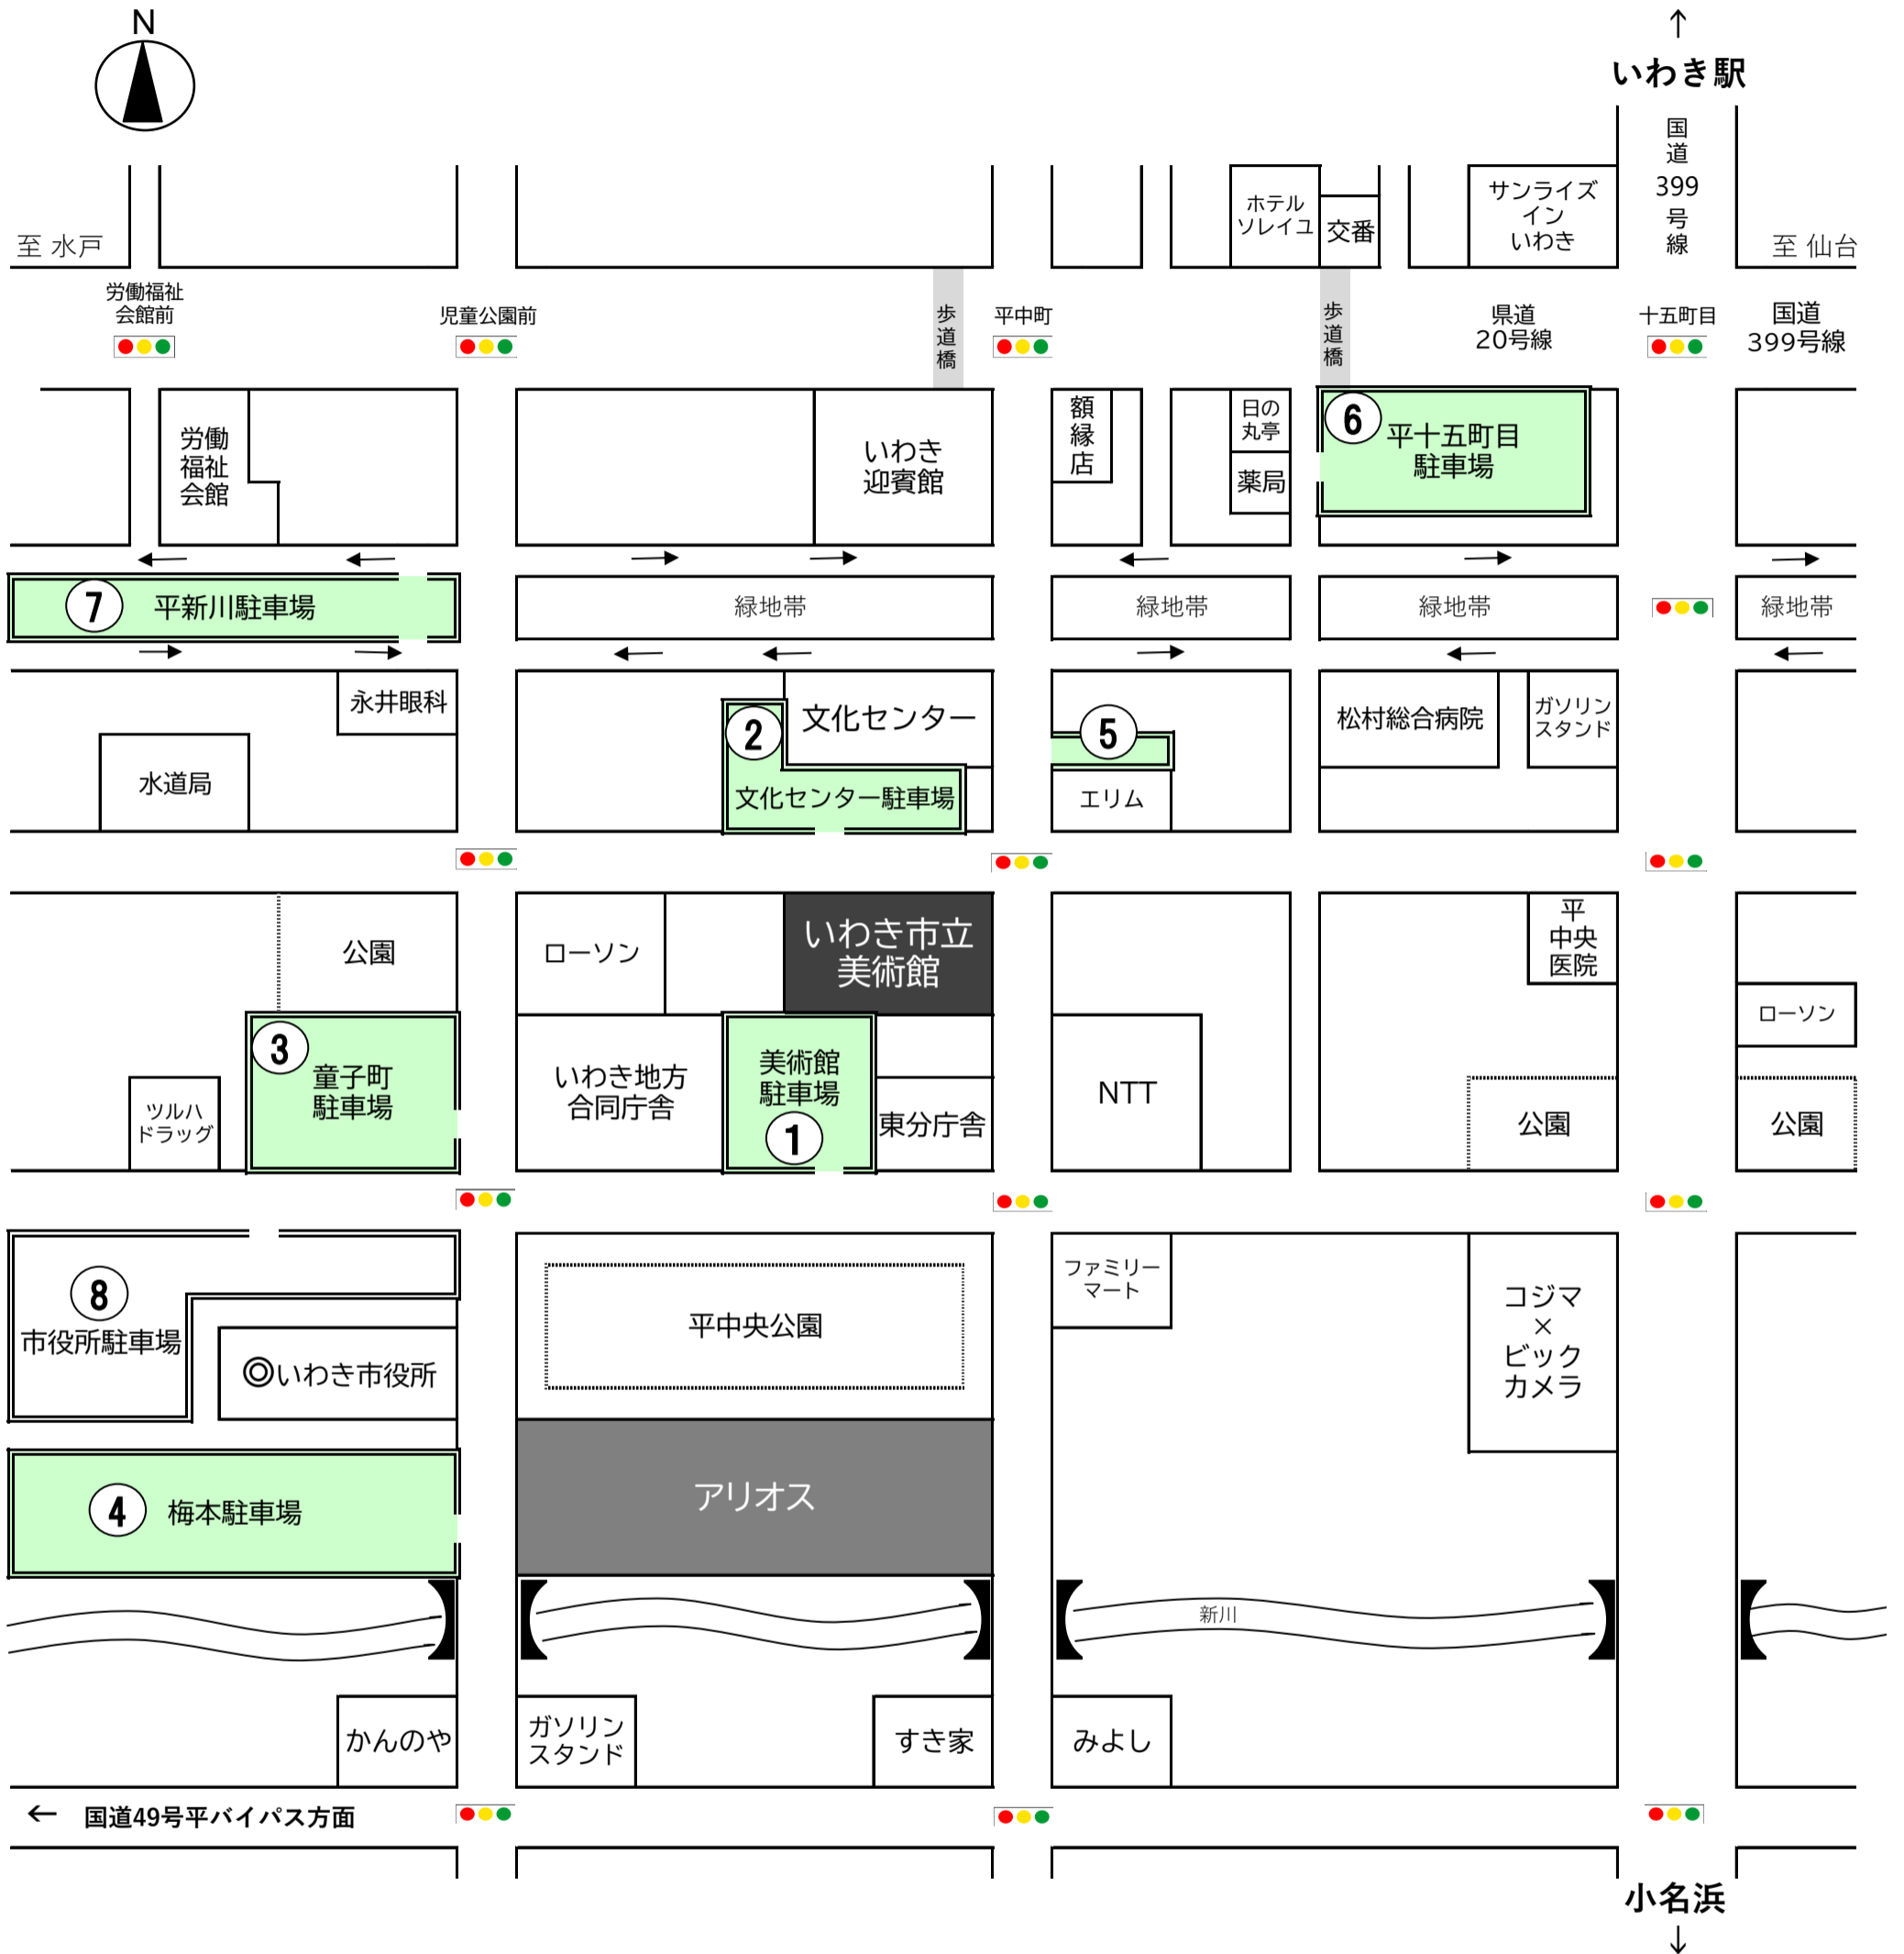 N
↑
いわき駅
国道399号線
至 水戸
ホテル
ソレイユ
交番
サンライズ
イン
いわき
至 仙台
労働福祉
会館前
児童公園前
歩道橋
平中町
歩道橋
県道
20号線
十五町目
国道
399号線
労働
福祉
会館
いわき
迎賓館
額縁店
日の
丸亭
薬局
6
平十五町目
駐車場
7
平新川駐車場
緑地帯
緑地帯
緑地帯
緑地帯
永井眼科
水道局
2
文化センター
文化センター駐車場
5
エリム
松村総合病院
ガソリン
スタンド
公園
ローソン
いわき市立
美術館
平
中央
医院
ローソン
3
童子町
駐車場
ツルハ
ドラッグ
いわき地方
合同庁舎
美術館
駐車場
1
東分庁舎
NTT
公園
公園
8
市役所駐車場
◎いわき市役所
平中央公園
ファミリー
マート
コジマ
×
ビック
カメラ
4
梅本駐車場
アリオス
新川
かんのや
ガソリン
スタンド
すき家
みよし
← 国道49号平バイパス方面
小名浜
↓